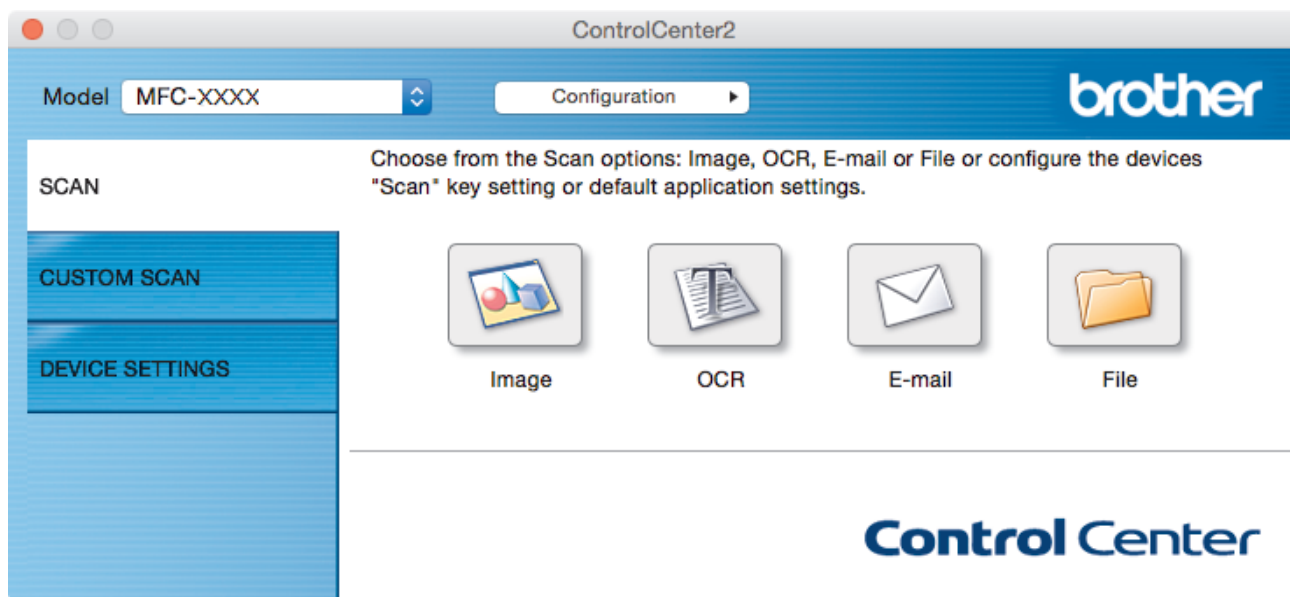 ControlCenter2
Model MFC-XXXX Configuration brother
SCAN
Choose from the Scan options: Image, OCR, E-mail or File or configure the devices
"Scan" key setting or default application settings.
CUSTOM SCAN
DEVICE SETTINGS
Image OCR E-mail File
Control Center